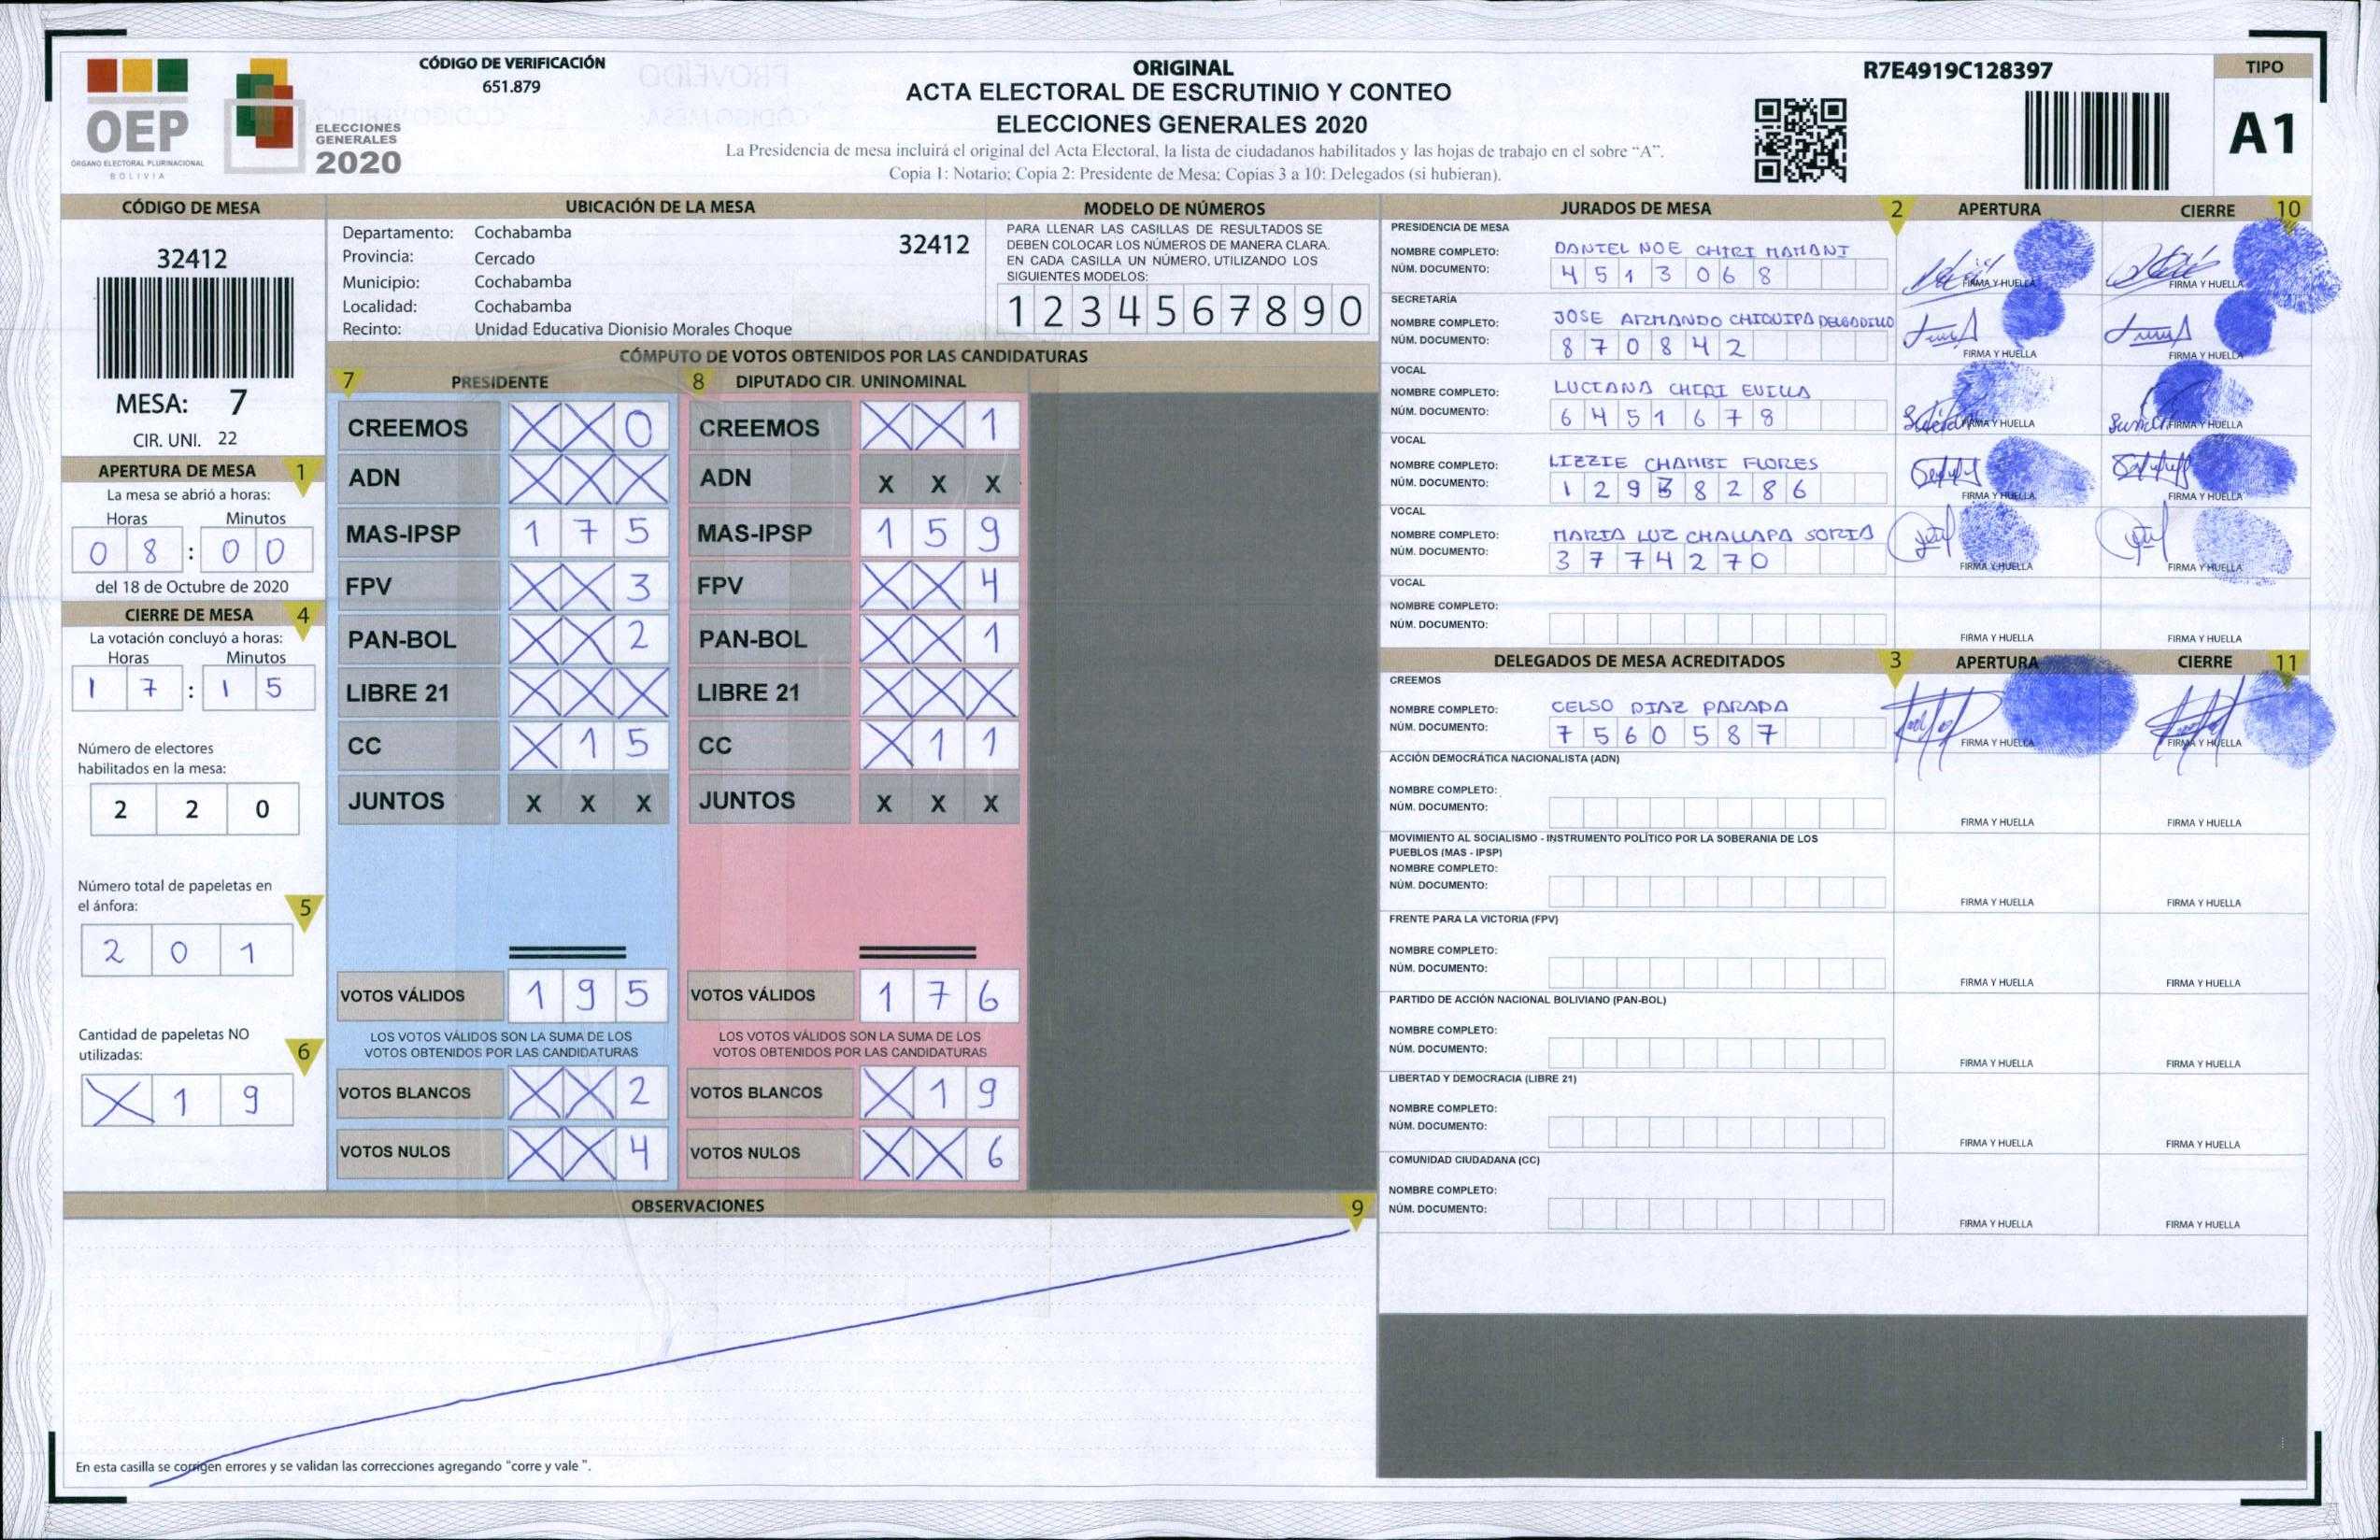 OEP
ÓRGANO ELECTORAL PLURINACIONAL
BOLIVIA
ELECCIONES
GENERALES
2020
CÓDIGO DE VERIFICACIÓN
651.879
ORIGINAL
ACTA ELECTORAL DE ESCRUTINIO Y CONTEO
ELECCIONES GENERALES 2020
La Presidencia de mesa incluirá el original del Acta Electoral, la lista de ciudadanos habilitados y las hojas de trabajo en el sobre “A”.
Copia 1: Notario; Copia 2: Presidente de Mesa; Copias 3 a 10: Delegados (si hubieran).
R7E4919C128397
TIPO
A1
CÓDIGO DE MESA
32412
MESA: 7
CIR. UNI. 22
APERTURA DE MESA 1
La mesa se abrió a horas:
Horas Minutos
08:00
del 18 de Octubre de 2020
CIERRE DE MESA 4
La votación concluyó a horas:
Horas Minutos
17:15
Número de electores
habilitados en la mesa:
2 2 0
Número total de papeletas en
el ánfora: 5
2 0 1
Cantidad de papeletas NO
utilizadas: 6
X 1 9
UBICACIÓN DE LA MESA
Departamento: Cochabamba
Provincia: Cercado
Municipio: Cochabamba
Localidad: Cochabamba
Recinto: Unidad Educativa Dionisio Morales Choque
32412
MODELO DE NÚMEROS
PARA LLENAR LAS CASILLAS DE RESULTADOS SE
DEBEN COLOCAR LOS NÚMEROS DE MANERA CLARA.
EN CADA CASILLA UN NÚMERO, UTILIZANDO LOS
SIGUIENTES MODELOS:
1 2 3 4 5 6 7 8 9 0
CÓMPUTO DE VOTOS OBTENIDOS POR LAS CANDIDATURAS
7 PRESIDENTE
CREEMOS X X 0
ADN X X X
MAS-IPSP 1 7 5
FPV X X 3
PAN-BOL X X 2
LIBRE 21 X X X
CC X 1 5
JUNTOS X X X
VOTOS VÁLIDOS 1 9 5
LOS VOTOS VÁLIDOS SON LA SUMA DE LOS
VOTOS OBTENIDOS POR LAS CANDIDATURAS
VOTOS BLANCOS X X 2
VOTOS NULOS X X 4
8 DIPUTADO CIR. UNINOMINAL
CREEMOS X X 1
ADN X X X
MAS-IPSP 1 5 9
FPV X X 4
PAN-BOL X X 1
LIBRE 21 X X X
CC X 1 1
JUNTOS X X X
VOTOS VÁLIDOS 1 7 6
LOS VOTOS VÁLIDOS SON LA SUMA DE LOS
VOTOS OBTENIDOS POR LAS CANDIDATURAS
VOTOS BLANCOS X 1 9
VOTOS NULOS X X 6
OBSERVACIONES 9
En esta casilla se corrigen errores y se validan las correcciones agregando “corre y vale ”.
JURADOS DE MESA 2 APERTURA CIERRE 10
PRESIDENCIA DE MESA
NOMBRE COMPLETO: DANIEL NOE CHIRI MAMANI
NÚM. DOCUMENTO: 4513068
FIRMA Y HUELLA FIRMA Y HUELLA
SECRETARÍA
NOMBRE COMPLETO: JOSE ARMANDO CHIQUIPA DELGADILLO
NÚM. DOCUMENTO: 870842
FIRMA Y HUELLA FIRMA Y HUELLA
VOCAL
NOMBRE COMPLETO: LUCIANA CHIRI EVILLA
NÚM. DOCUMENTO: 6451678
FIRMA Y HUELLA FIRMA Y HUELLA
VOCAL
NOMBRE COMPLETO: LIZZIE CHAMBI FLORES
NÚM. DOCUMENTO: 12938286
FIRMA Y HUELLA FIRMA Y HUELLA
VOCAL
NOMBRE COMPLETO: MARIA LUZ CHALLAPA SORIA
NÚM. DOCUMENTO: 3774270
FIRMA Y HUELLA FIRMA Y HUELLA
VOCAL
NOMBRE COMPLETO:
NÚM. DOCUMENTO:
FIRMA Y HUELLA FIRMA Y HUELLA
DELEGADOS DE MESA ACREDITADOS 3 APERTURA CIERRE 11
CREEMOS
NOMBRE COMPLETO: CELSO DIAZ PARADA
NÚM. DOCUMENTO: 7560587
FIRMA Y HUELLA FIRMA Y HUELLA
ACCIÓN DEMOCRÁTICA NACIONALISTA (ADN)
NOMBRE COMPLETO:
NÚM. DOCUMENTO:
FIRMA Y HUELLA FIRMA Y HUELLA
MOVIMIENTO AL SOCIALISMO - INSTRUMENTO POLÍTICO POR LA SOBERANIA DE LOS
PUEBLOS (MAS - IPSP)
NOMBRE COMPLETO:
NÚM. DOCUMENTO:
FIRMA Y HUELLA FIRMA Y HUELLA
FRENTE PARA LA VICTORIA (FPV)
NOMBRE COMPLETO:
NÚM. DOCUMENTO:
FIRMA Y HUELLA FIRMA Y HUELLA
PARTIDO DE ACCIÓN NACIONAL BOLIVIANO (PAN-BOL)
NOMBRE COMPLETO:
NÚM. DOCUMENTO:
FIRMA Y HUELLA FIRMA Y HUELLA
LIBERTAD Y DEMOCRACIA (LIBRE 21)
NOMBRE COMPLETO:
NÚM. DOCUMENTO:
FIRMA Y HUELLA FIRMA Y HUELLA
COMUNIDAD CIUDADANA (CC)
NOMBRE COMPLETO:
NÚM. DOCUMENTO:
FIRMA Y HUELLA FIRMA Y HUELLA